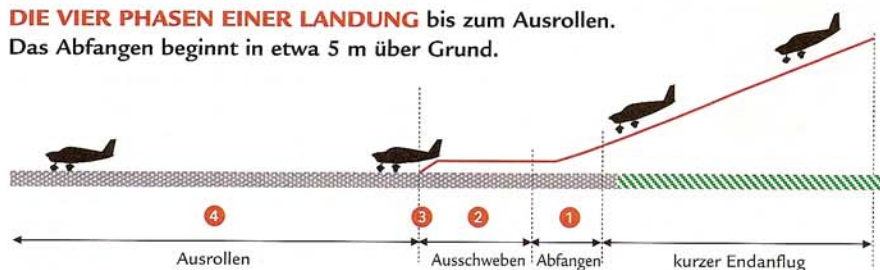 DIE VIER PHASEN EINER LANDUNG bis zum Ausrollen.
Das Abfangen beginnt in etwa 5 m über Grund.
4 3 2 1
Ausrollen Ausschweben Abfangen kurzer Endanflug